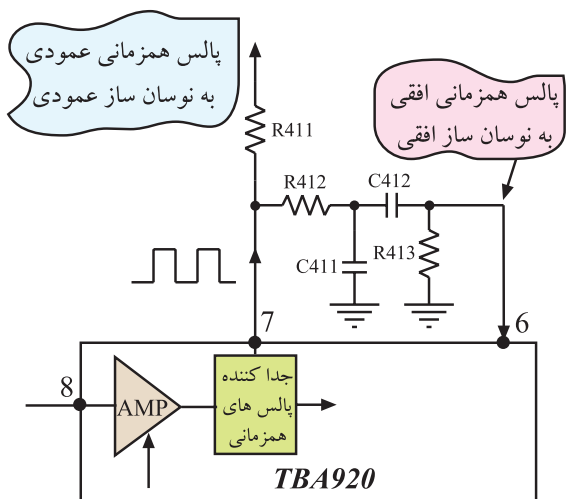 پالس همزمانی عمودی
به نوسان ساز عمودی
پالس همزمانی افقی
به نوسان ساز افقی
R411
R412
C412
C411
R413
7
6
8
AMP
جدا کننده
پالس های
همزمانی
TBA920